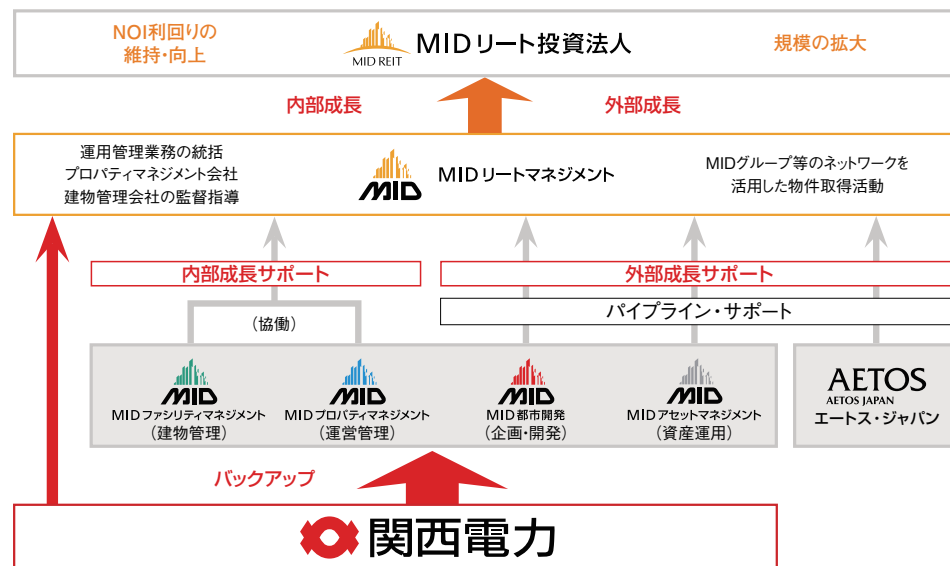 NOI利回りの
維持・向上
MID REIT
MIDリート投資法人
規模の拡大
内部成長
外部成長
運用管理業務の統括
プロパティマネジメント会社
建物管理会社の監督指導
MID
MIDリートマネジメント
MIDグループ等のネットワークを
活用した物件取得活動
内部成長サポート
外部成長サポート
パイプライン・サポート
（協働）
MID
MIDファシリティマネジメント
（建物管理）
MID
MIDプロパティマネジメント
（運営管理）
MID
MID都市開発
（企画・開発）
MID
MIDアセットマネジメント
（資産運用）
AETOS
AETOS JAPAN
エートス・ジャパン
バックアップ
関西電力